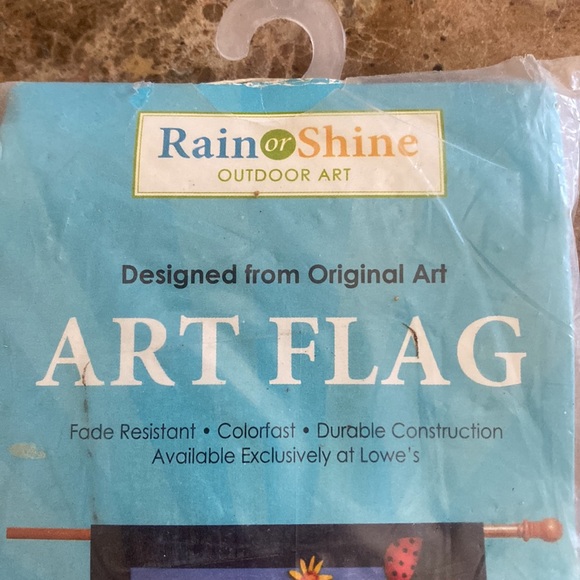 Rain or Shine
OUTDOOR ART
Designed from Original Art
ART FLAG
Fade Resistant • Colorfast • Durable Construction
Available Exclusively at Lowe's